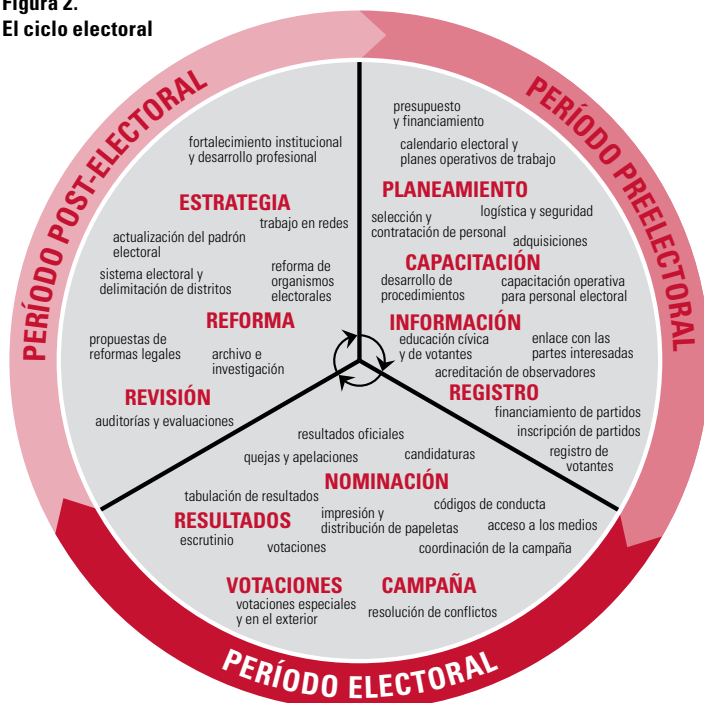 Figura 2.
El ciclo electoral
PERÍODO POST-ELECTORAL
fortalecimiento institucional
y desarrollo profesional
ESTRATEGIA
trabajo en redes
actualización del padrón
electoral
sistema electoral y
delimitación de distritos
reforma de
organismos
electorales
REFORMA
propuestas de
reformas legales
archivo e
investigación
REVISIÓN
auditorías y evaluaciones
PERÍODO PREELECTORAL
presupuesto
y financiamiento
calendario electoral y
planes operativos de trabajo
PLANEAMIENTO
logística y seguridad
selección y
contratación de personal
adquisiciones
CAPACITACIÓN
desarrollo de
procedimientos
capacitación operativa
para personal electoral
INFORMACIÓN
educación cívica
y de votantes
enlace con las
partes interesadas
acreditación de observadores
REGISTRO
financiamiento de partidos
inscripción de partidos
registro de
votantes
resultados oficiales
quejas y apelaciones
candidaturas
NOMINACIÓN
tabulación de resultados
códigos de conducta
RESULTADOS
impresión y
distribución de papeletas
acceso a los medios
escrutinio
votaciones
coordinación de la campaña
VOTACIONES
CAMPAÑA
votaciones especiales
y en el exterior
resolución de conflictos
PERÍODO ELECTORAL